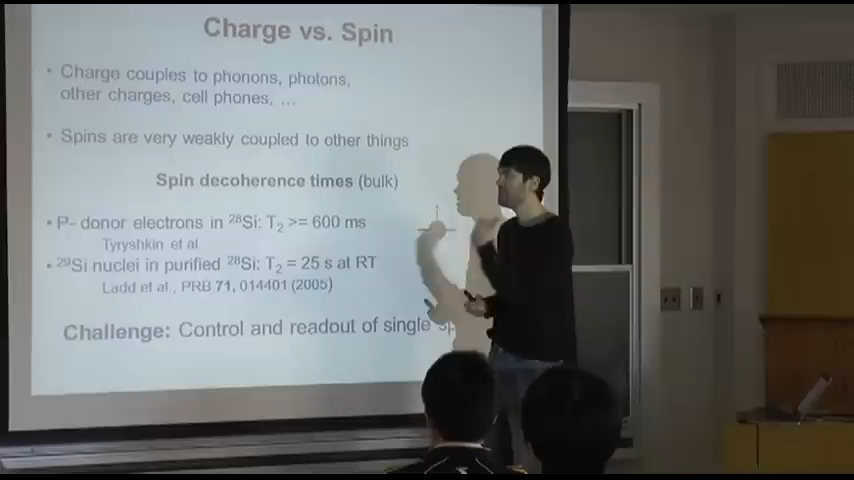 Charge vs. Spin
• Charge couples to phonons, photons,
other charges, cell phones, …
• Spins are very weakly coupled to other things
Spin decoherence times (bulk)
• P- donor electrons in ²⁸Si: T₂ >= 600 ms
Tyryshkin et al
• ²⁹Si nuclei in purified ²⁸Si: T₂ = 25 s at RT
Ladd et al., PRB 71, 014401 (2005)
Challenge: Control and readout of single